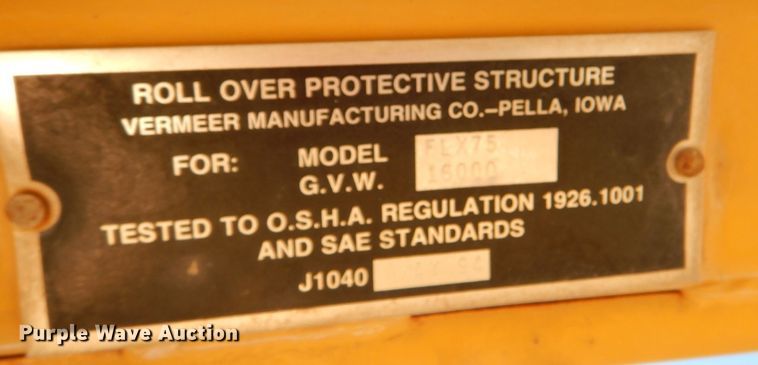 ROLL OVER PROTECTIVE STRUCTURE
VERMEER MANUFACTURING CO.–PELLA, IOWA
FOR: MODEL FLX75
G.V.W. 16000
TESTED TO O.S.H.A. REGULATION 1926.1001
AND SAE STANDARDS
J1040
Purple Wave Auction